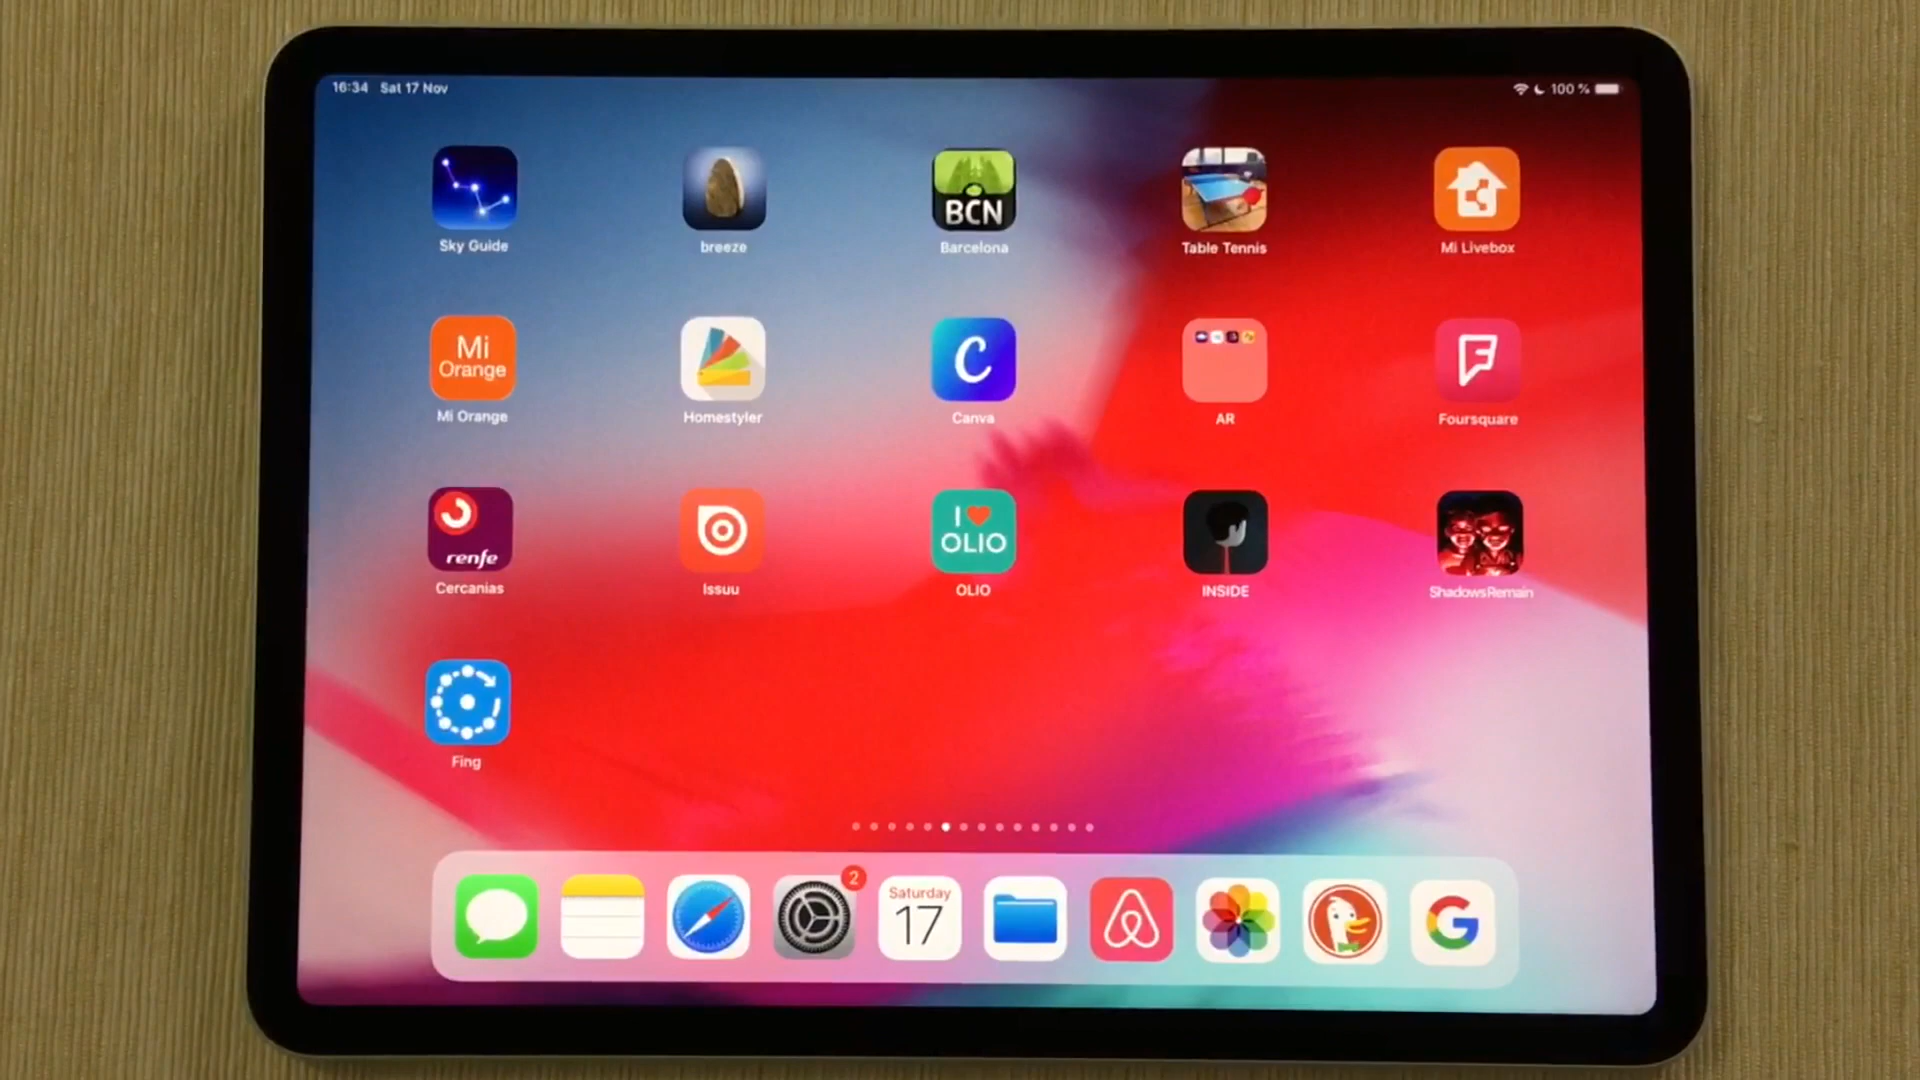 16:34 Sat 17 Nov
100 %
BCN
Sky Guide
breeze
Barcelona
Table Tennis
Mi Livebox
Mi
Orange
C
F
Mi Orange
Homestyler
Canva
AR
Foursquare
renfe
I
OLIO
Cercanias
Issuu
OLIO
INSIDE
ShadowsRemain
Fing
2
Saturday
17
G